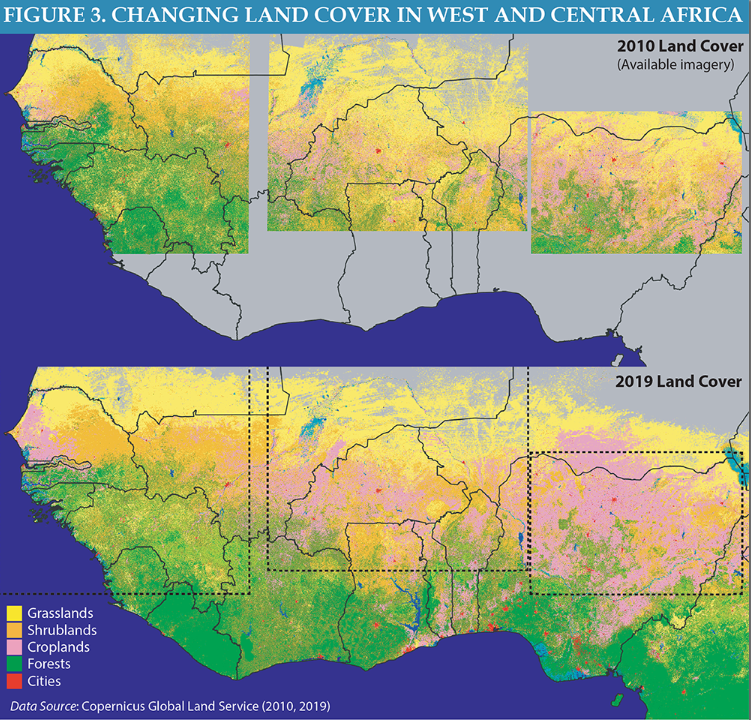 FIGURE 3. CHANGING LAND COVER IN WEST AND CENTRAL AFRICA
2010 Land Cover
(Available imagery)
2019 Land Cover
Grasslands
Shrublands
Croplands
Forests
Cities
Data Source: Copernicus Global Land Service (2010, 2019)